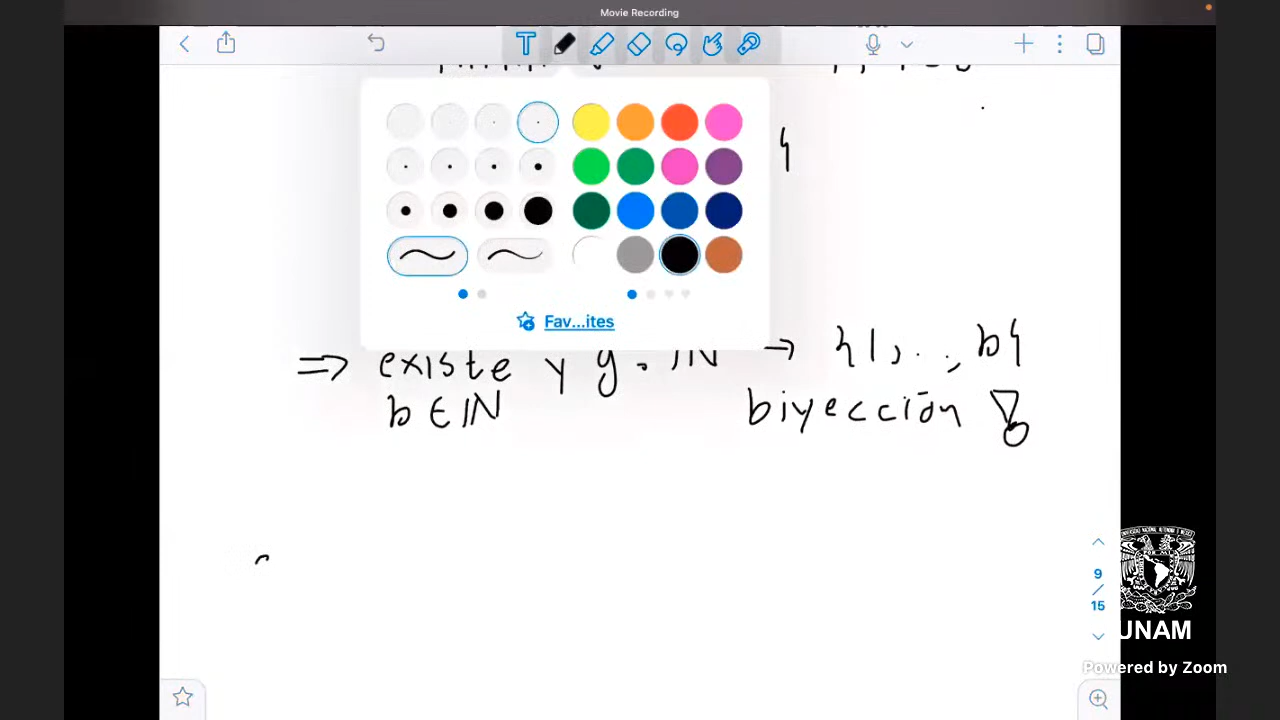 Movie Recording
T
Fav...ites
⇒ existe y g: ℕ → {1,..,b}
b ∈ ℕ biyección
9
/
15
UNAM
Powered by Zoom